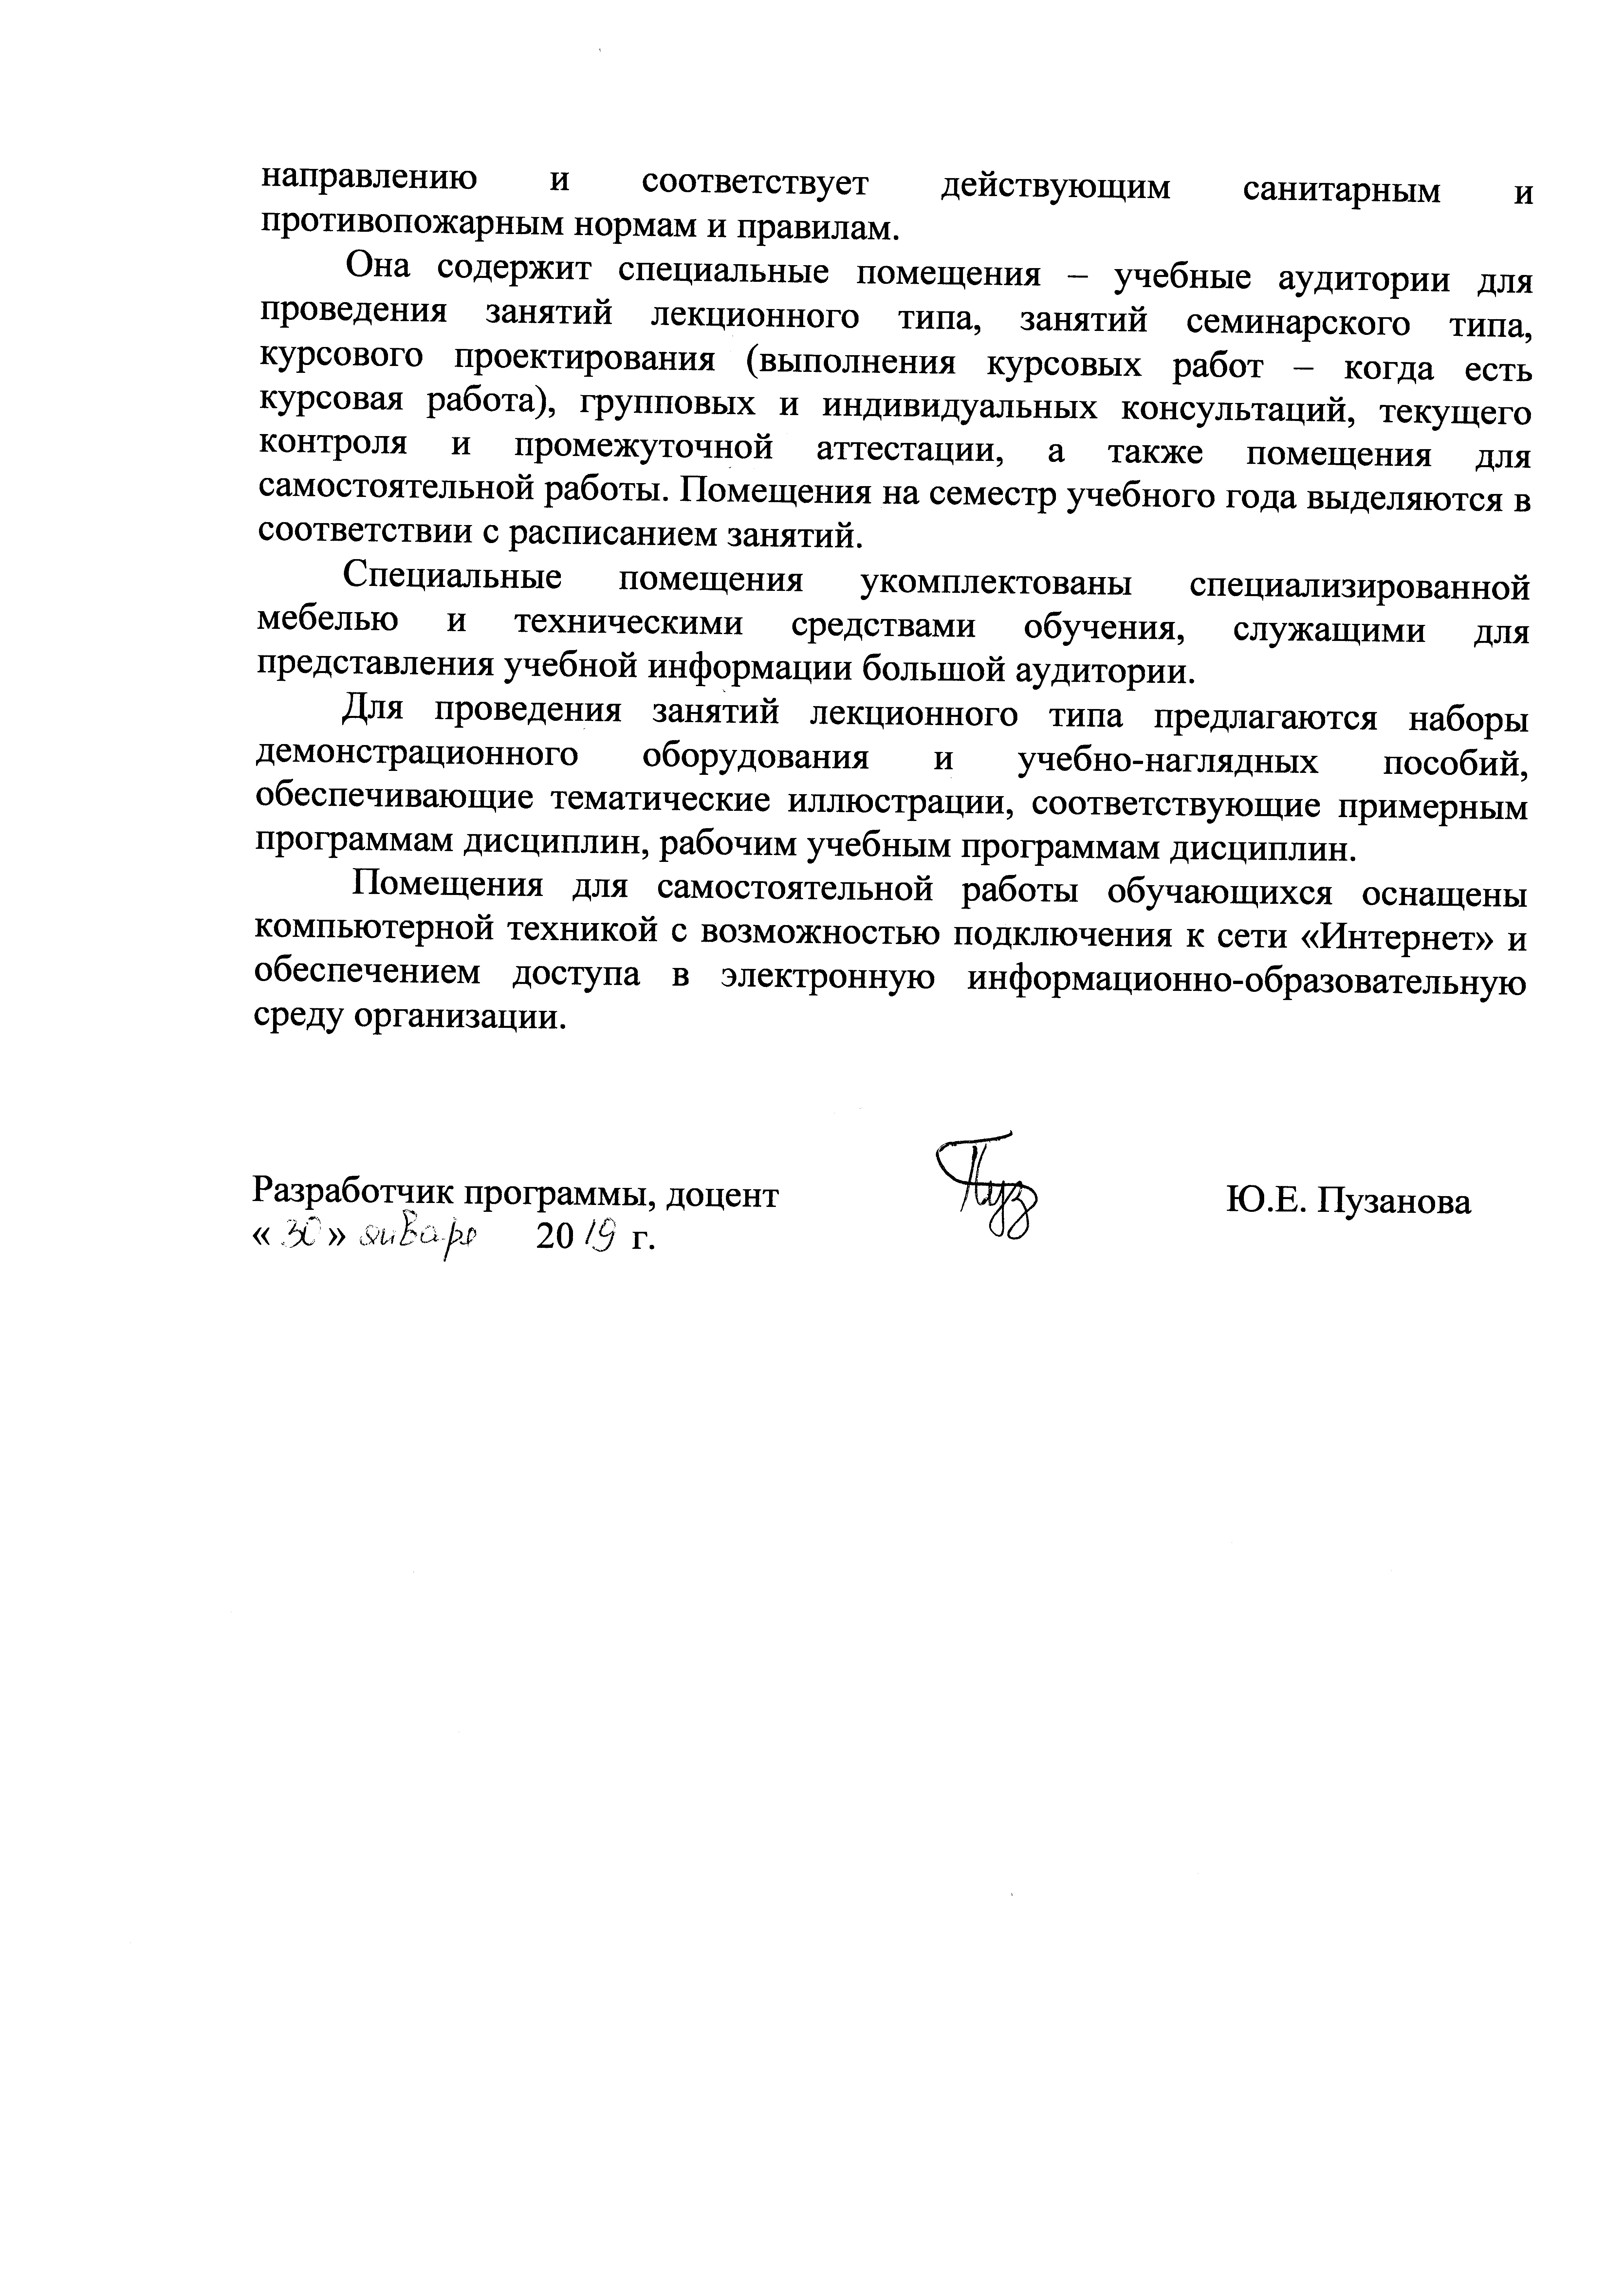 направлению и соответствует действующим санитарным и
противопожарным нормам и правилам.
Она содержит специальные помещения – учебные аудитории для
проведения занятий лекционного типа, занятий семинарского типа,
курсового проектирования (выполнения курсовых работ – когда есть
курсовая работа), групповых и индивидуальных консультаций, текущего
контроля и промежуточной аттестации, а также помещения для
самостоятельной работы. Помещения на семестр учебного года выделяются в
соответствии с расписанием занятий.
Специальные помещения укомплектованы специализированной
мебелью и техническими средствами обучения, служащими для
представления учебной информации большой аудитории.
Для проведения занятий лекционного типа предлагаются наборы
демонстрационного оборудования и учебно-наглядных пособий,
обеспечивающие тематические иллюстрации, соответствующие примерным
программам дисциплин, рабочим учебным программам дисциплин.
Помещения для самостоятельной работы обучающихся оснащены
компьютерной техникой с возможностью подключения к сети «Интернет» и
обеспечением доступа в электронную информационно-образовательную
среду организации.
Разработчик программы, доцент Пуз Ю.Е. Пузанова
«30» января 2019 г.